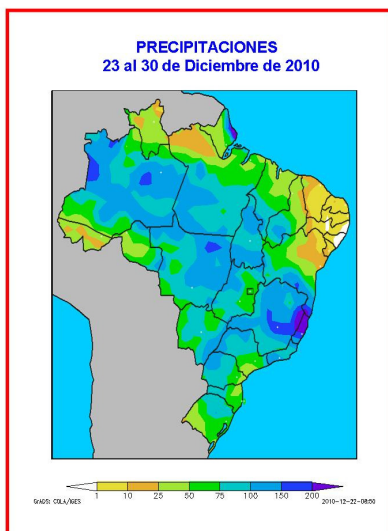 PRECIPITACIONES
23 al 30 de Diciembre de 2010
1 10 25 50 75 100 150 200
GrADS: COLA/IGES 2010-12-22-08:50